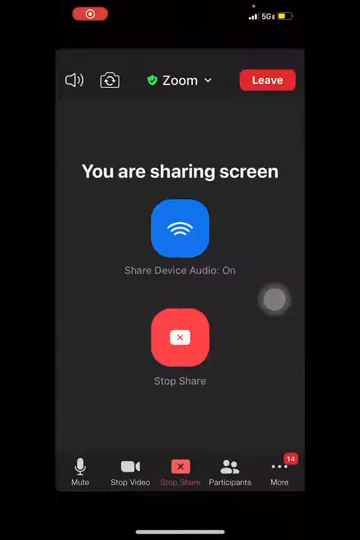 5G
Zoom
Leave
You are sharing screen
Share Device Audio: On
Stop Share
14
Mute
Stop Video
Stop Share
Participants
More